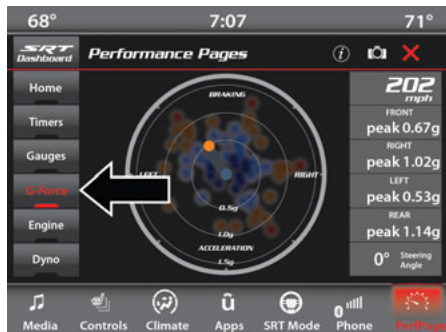 68°
7:07
71°
SRT
Dashboard
Performance Pages
i
Home
Timers
Gauges
G-Force
Engine
Dyno
BRAKING
LEFT
RIGHT
0.5g
1.0g
ACCELERATION
1.5g
202
mph
FRONT
peak 0.67g
RIGHT
peak 1.02g
LEFT
peak 0.53g
REAR
peak 1.14g
0° Steering
Angle
Media
Controls
Climate
Apps
SRT Mode
Phone